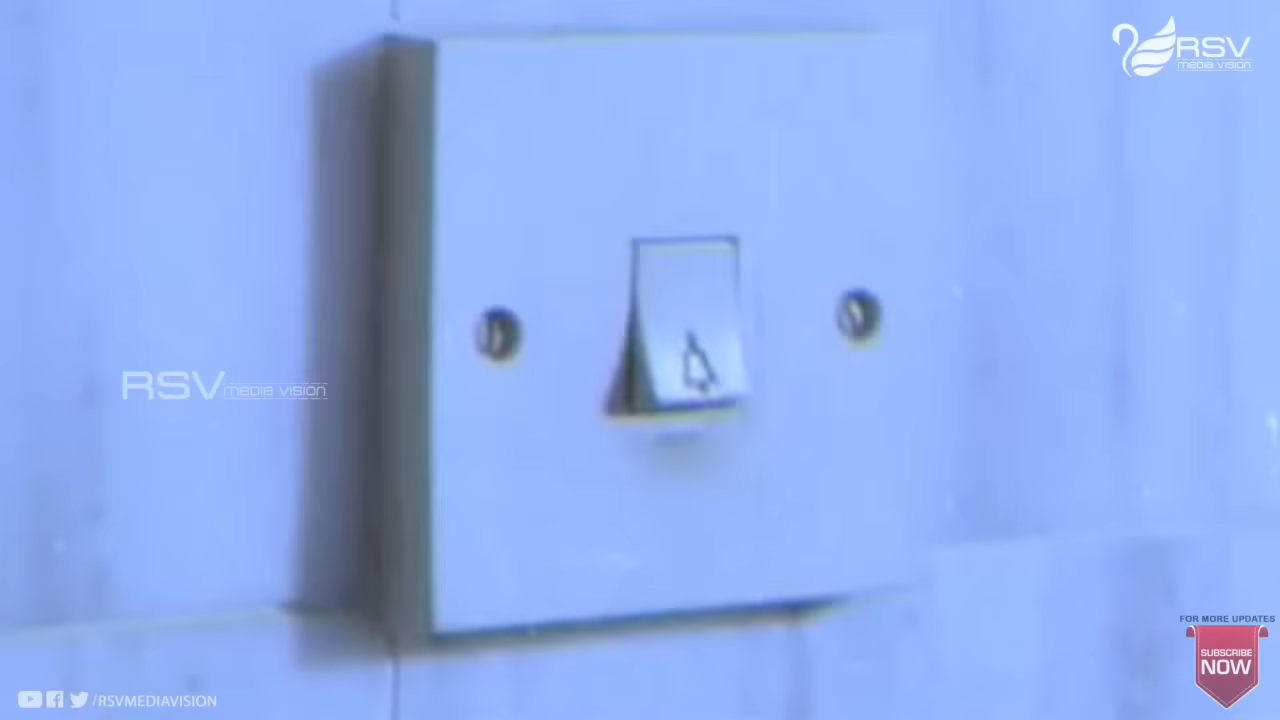 RSV
media vision
RSV media vision
FOR MORE UPDATES
SUBSCRIBE
NOW
/RSVMEDIAVISION